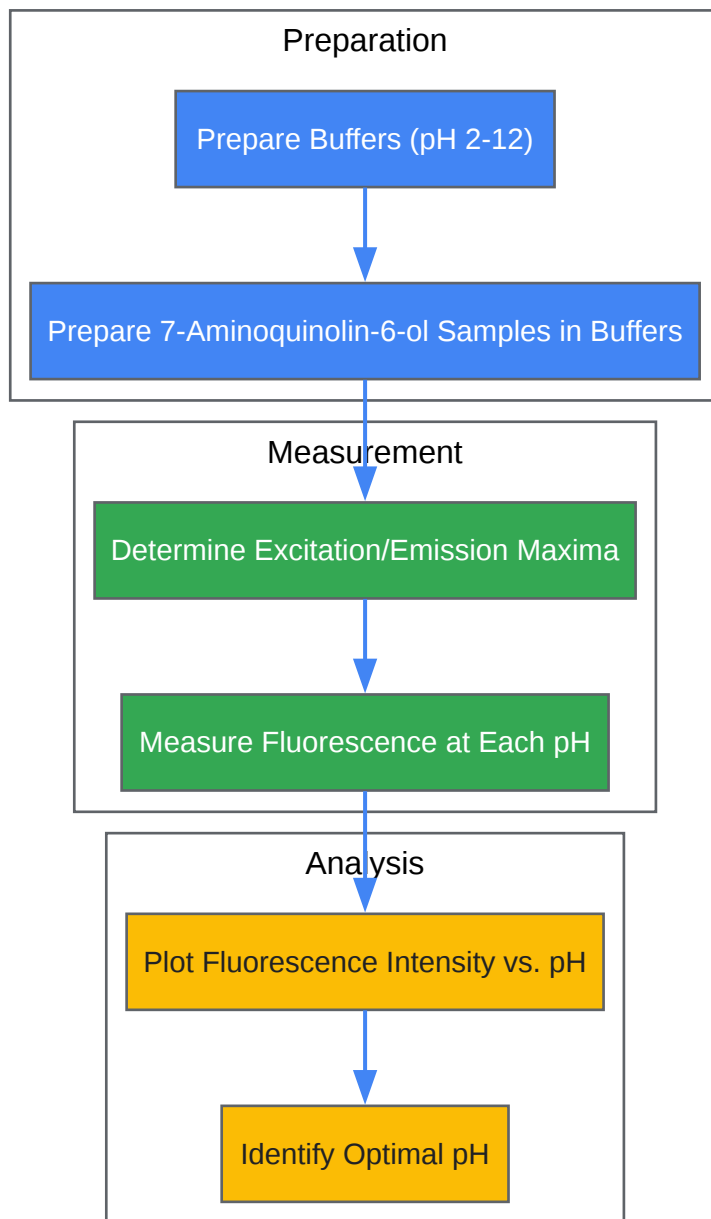 Preparation
Prepare Buffers (pH 2-12)
Prepare 7-Aminoquinolin-6-ol Samples in Buffers
Measurement
Determine Excitation/Emission Maxima
Measure Fluorescence at Each pH
Analysis
Plot Fluorescence Intensity vs. pH
Identify Optimal pH